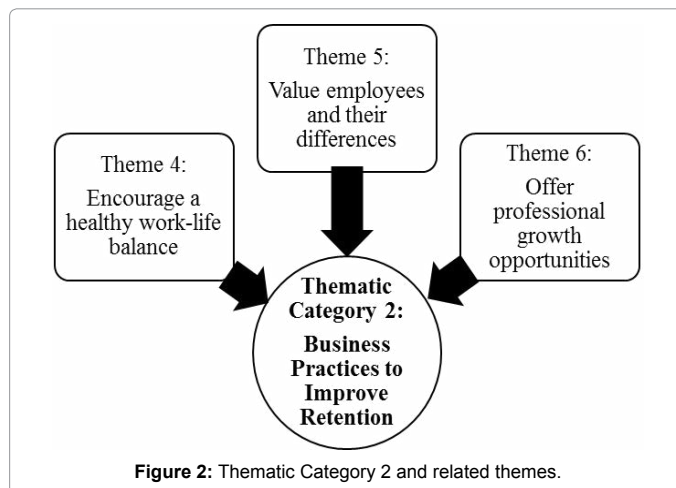 Theme 5:
Value employees
and their
differences
Theme 4:
Encourage a
healthy work-life
balance
Theme 6:
Offer
professional
growth
opportunities
Thematic
Category 2:
Business
Practices to
Improve
Retention
Figure 2: Thematic Category 2 and related themes.